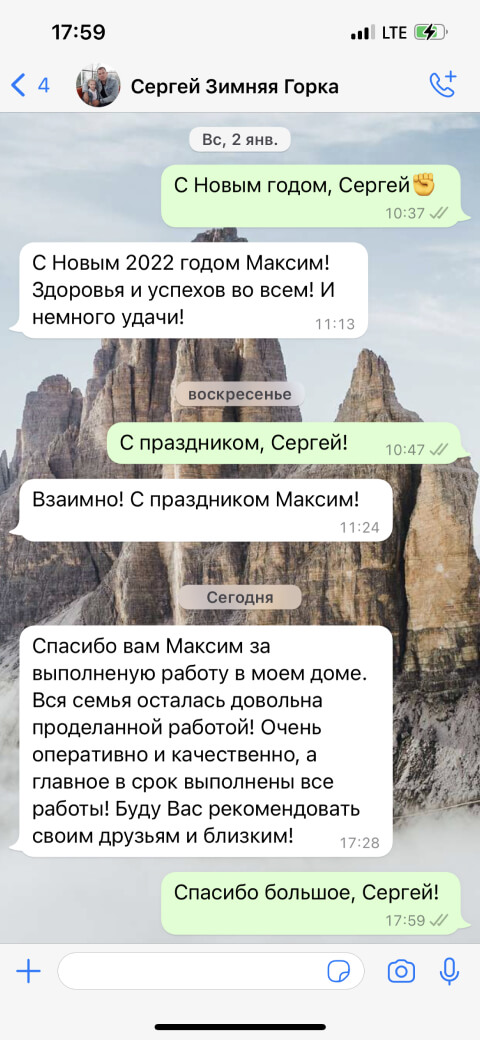 17:59
LTE
4
Сергей Зимняя Горка
Вс, 2 янв.
С Новым годом, Сергей✊
10:37
С Новым 2022 годом Максим!
Здоровья и успехов во всем! И
немного удачи!
11:13
воскресенье
С праздником, Сергей!
10:47
Взаимно! С праздником Максим!
11:24
Сегодня
Спасибо вам Максим за
выполненую работу в моем доме.
Вся семья осталась довольна
проделанной работой! Очень
оперативно и качественно, а
главное в срок выполнены все
работы! Буду Вас рекомендовать
своим друзьям и близким!
17:28
Спасибо большое, Сергей!
17:59